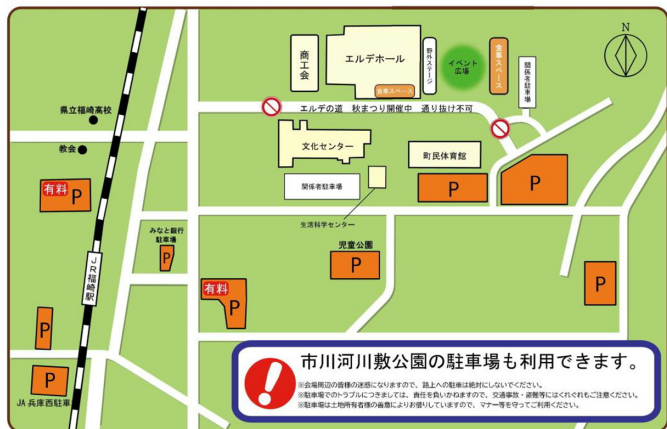 N
商工会
エルデホール
野外ステージ
イベント
広場
食事スペース
関係者駐車場
食事スペース
エルデの道 秋まつり開催中 通り抜け不可
県立福崎高校
教会
文化センター
町民体育館
有料
P
関係者駐車場
P
P
生活科学センター
みなと銀行
駐車場
P
児童公園
P
JR福崎駅
有料
P
P
P
P
JA 兵庫西駐車場
市川河川敷公園の駐車場も利用できます。
※会場周辺の皆様の迷惑になりますので、路上への駐車は絶対にしないでください。
※駐車場でのトラブルにつきましては、責任を負いかねますので、交通事故・盗難等にはくれぐれもご注意ください。
※駐車場は土地所有者様の善意によりお借りしていますので、マナー等を守ってご利用ください。